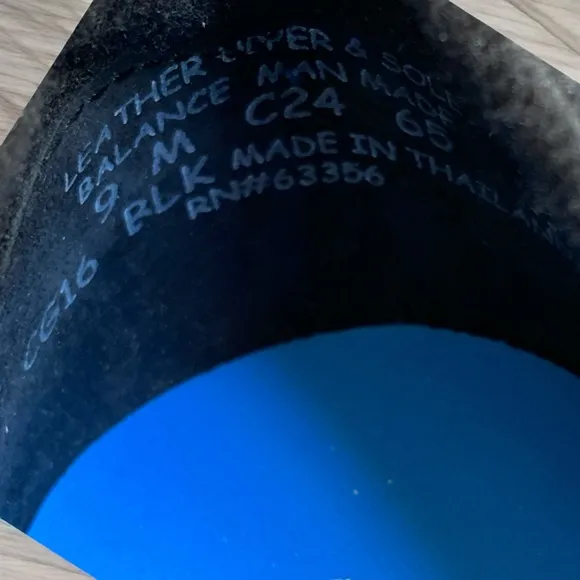 LEATHER UPPER & SOLE
BALANCE MAN MADE
9 M C24 65
BLK MADE IN THAILAND
RN#63356
CG16